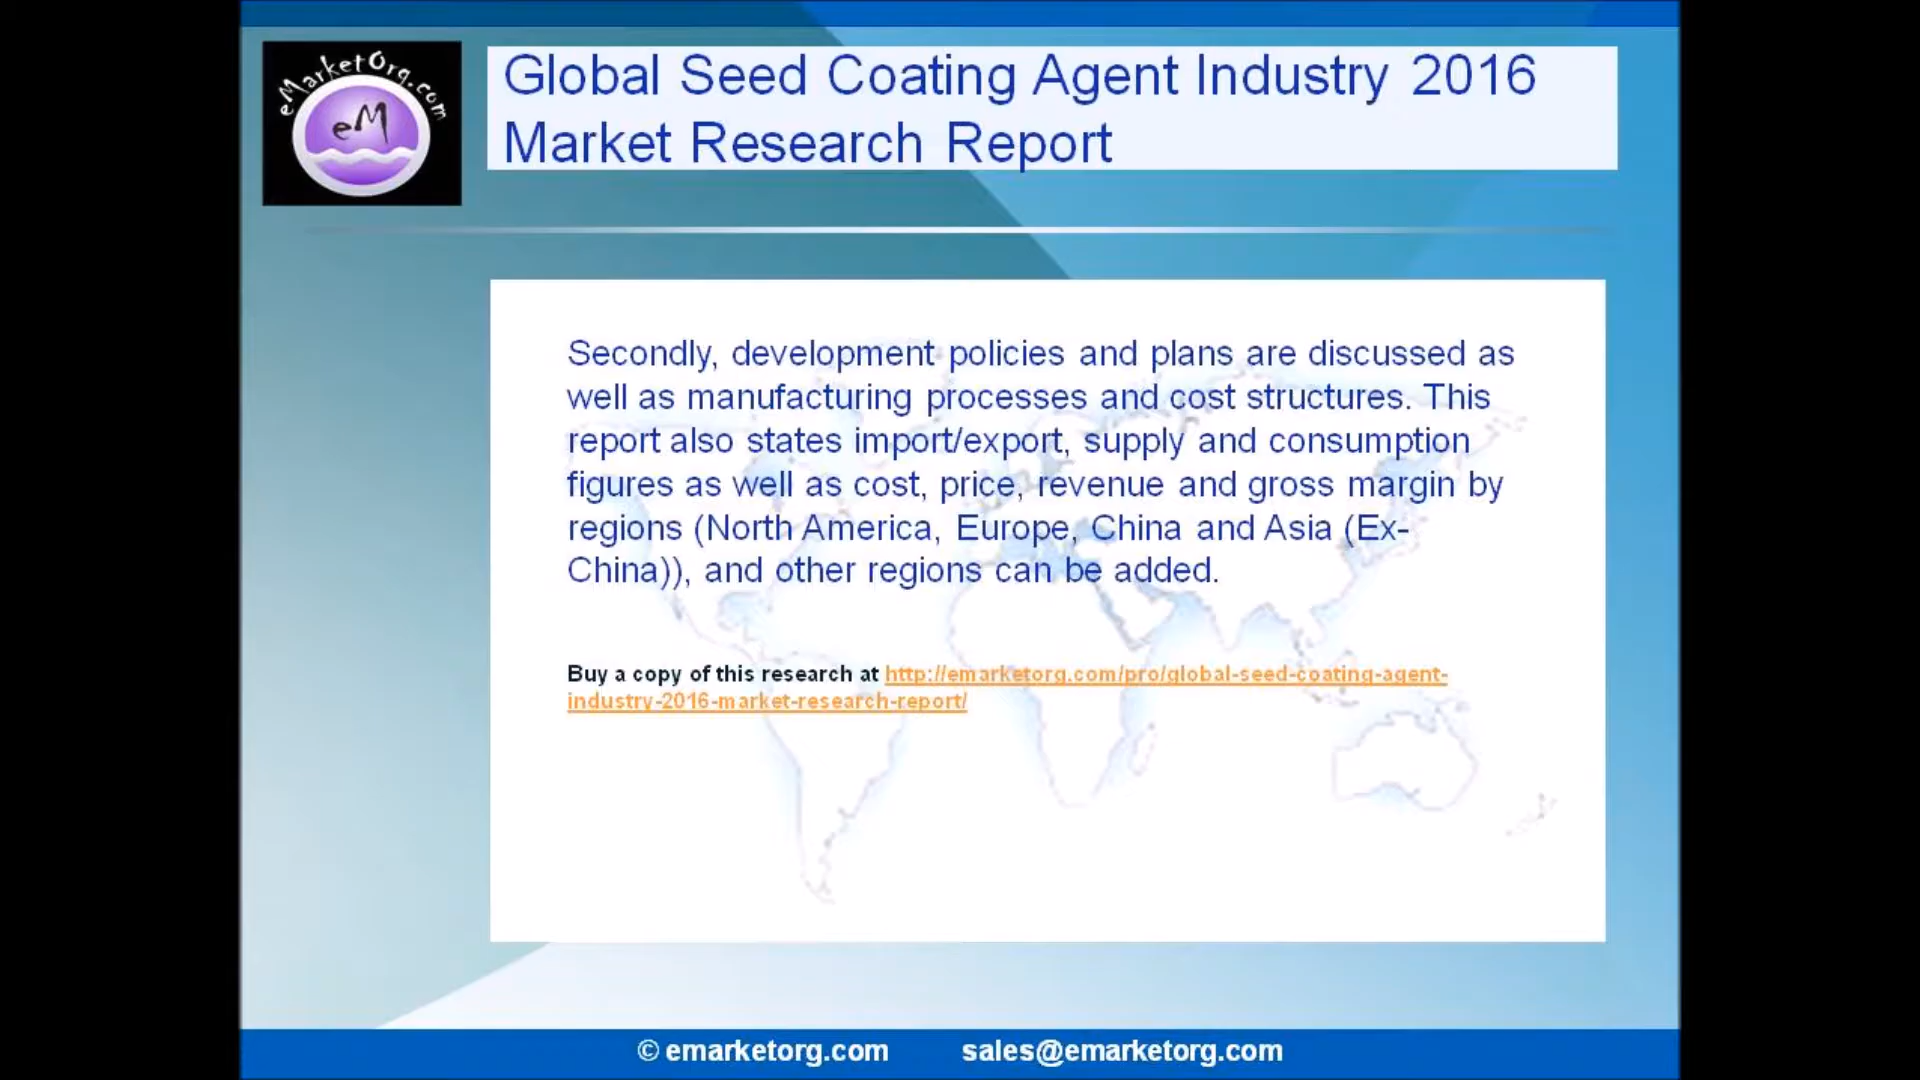 eMarketOrg.com
eM
Global Seed Coating Agent Industry 2016
Market Research Report
Secondly, development policies and plans are discussed as
well as manufacturing processes and cost structures. This
report also states import/export, supply and consumption
figures as well as cost, price, revenue and gross margin by
regions (North America, Europe, China and Asia (Ex-
China)), and other regions can be added.
Buy a copy of this research at http://emarketorg.com/pro/global-seed-coating-agent-
industry-2016-market-research-report/
© emarketorg.com sales@emarketorg.com